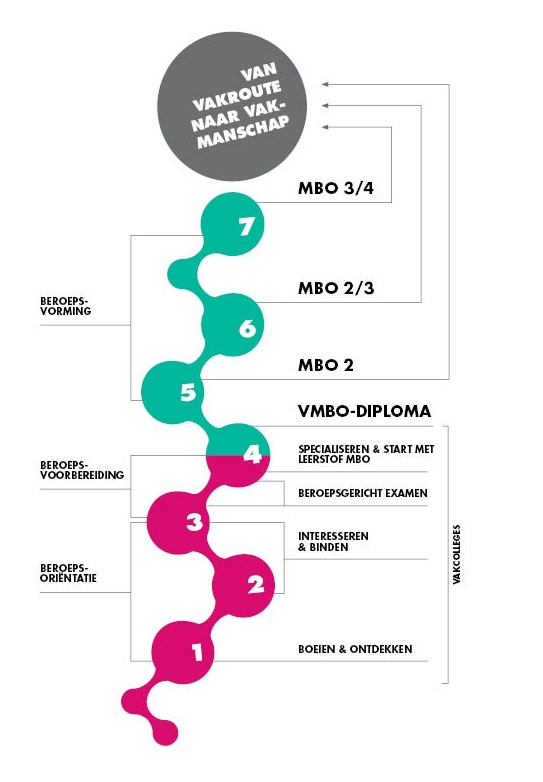 VAN
VAKROUTE
NAAR VAK-
MANSCHAP
MBO 3/4
7
BEROEPS-
VORMING
MBO 2/3
6
MBO 2
5
VMBO-DIPLOMA
4
SPECIALISEREN & START MET
LEERSTOF MBO
BEROEPS-
VOORBEREIDING
BEROEPSGERICHT EXAMEN
3
INTERESSEREN
& BINDEN
VAKCOLLEGES
BEROEPS-
ORIËNTATIE
2
1
BOEIEN & ONTDEKKEN